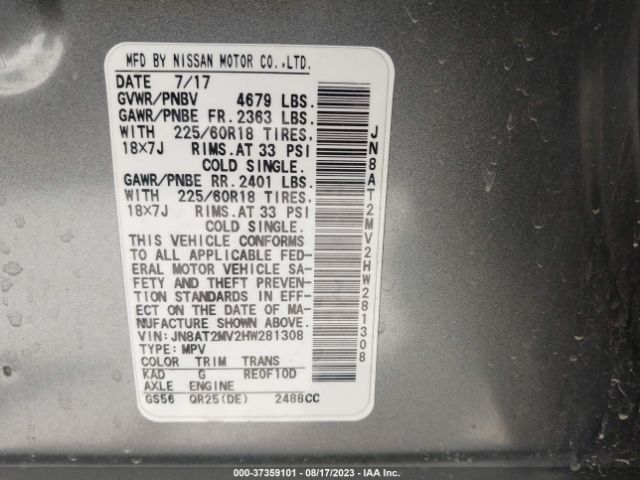 MFD BY NISSAN MOTOR CO.,LTD.
DATE 7/17
GVWR/PNBV 4679 LBS.
GAWR/PNBE FR. 2363 LBS.
WITH 225/60R18 TIRES,
18×7J RIMS.AT 33 PSI
COLD SINGLE.
GAWR/PNBE RR. 2401 LBS.
WITH 225/60R18 TIRES,
18×7J RIMS.AT 33 PSI
COLD SINGLE.
THIS VEHICLE CONFORMS
TO ALL APPLICABLE FED-
ERAL MOTOR VEHICLE SA-
FETY AND THEFT PREVEN-
TION STANDARDS IN EFF-
ECT ON THE DATE OF MA-
NUFACTURE SHOWN ABOVE.
VIN: JN8AT2MV2HW281308
TYPE: MPV
COLOR TRIM TRANS
KAD G RE0F10D
AXLE ENGINE
GS56 QR25(DE) 2488CC
JN8AT2MV2HW281308
000-37359101 - 08/17/2023 - IAA Inc.